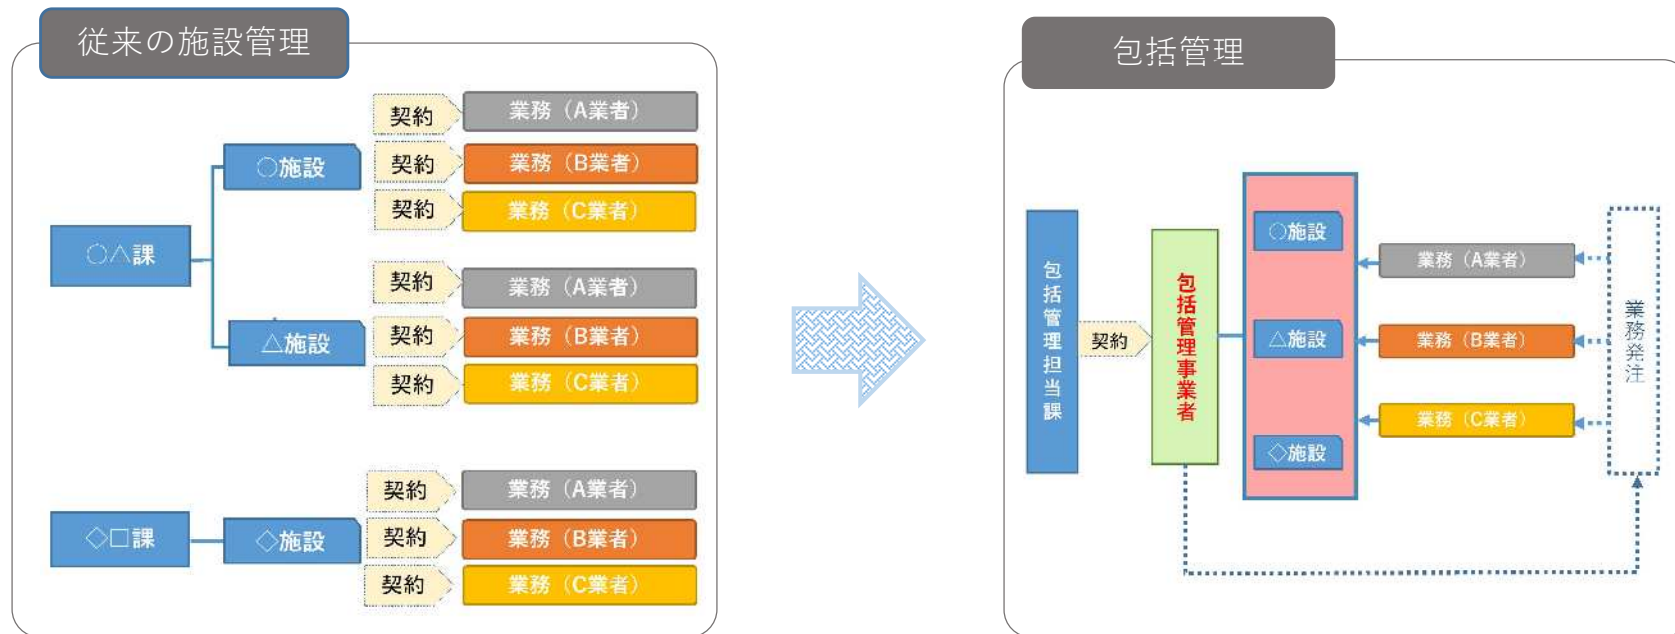 従来の施設管理
○△課
○施設
契約
業務（A業者）
契約
業務（B業者）
契約
業務（C業者）
△施設
契約
業務（A業者）
契約
業務（B業者）
契約
業務（C業者）
◇□課
◇施設
契約
業務（A業者）
契約
業務（B業者）
契約
業務（C業者）
包括管理
包括管理担当課
契約
包括管理事業者
○施設
△施設
◇施設
業務（A業者）
業務（B業者）
業務（C業者）
業務発注